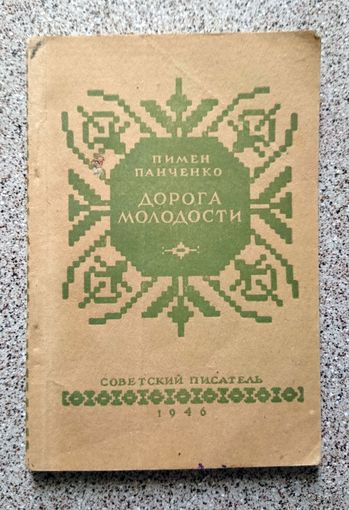 ПИМЕН
ПАНЧЕНКО
ДОРОГА
МОЛОДОСТИ
СОВЕТСКИЙ ПИСАТЕЛЬ
1946